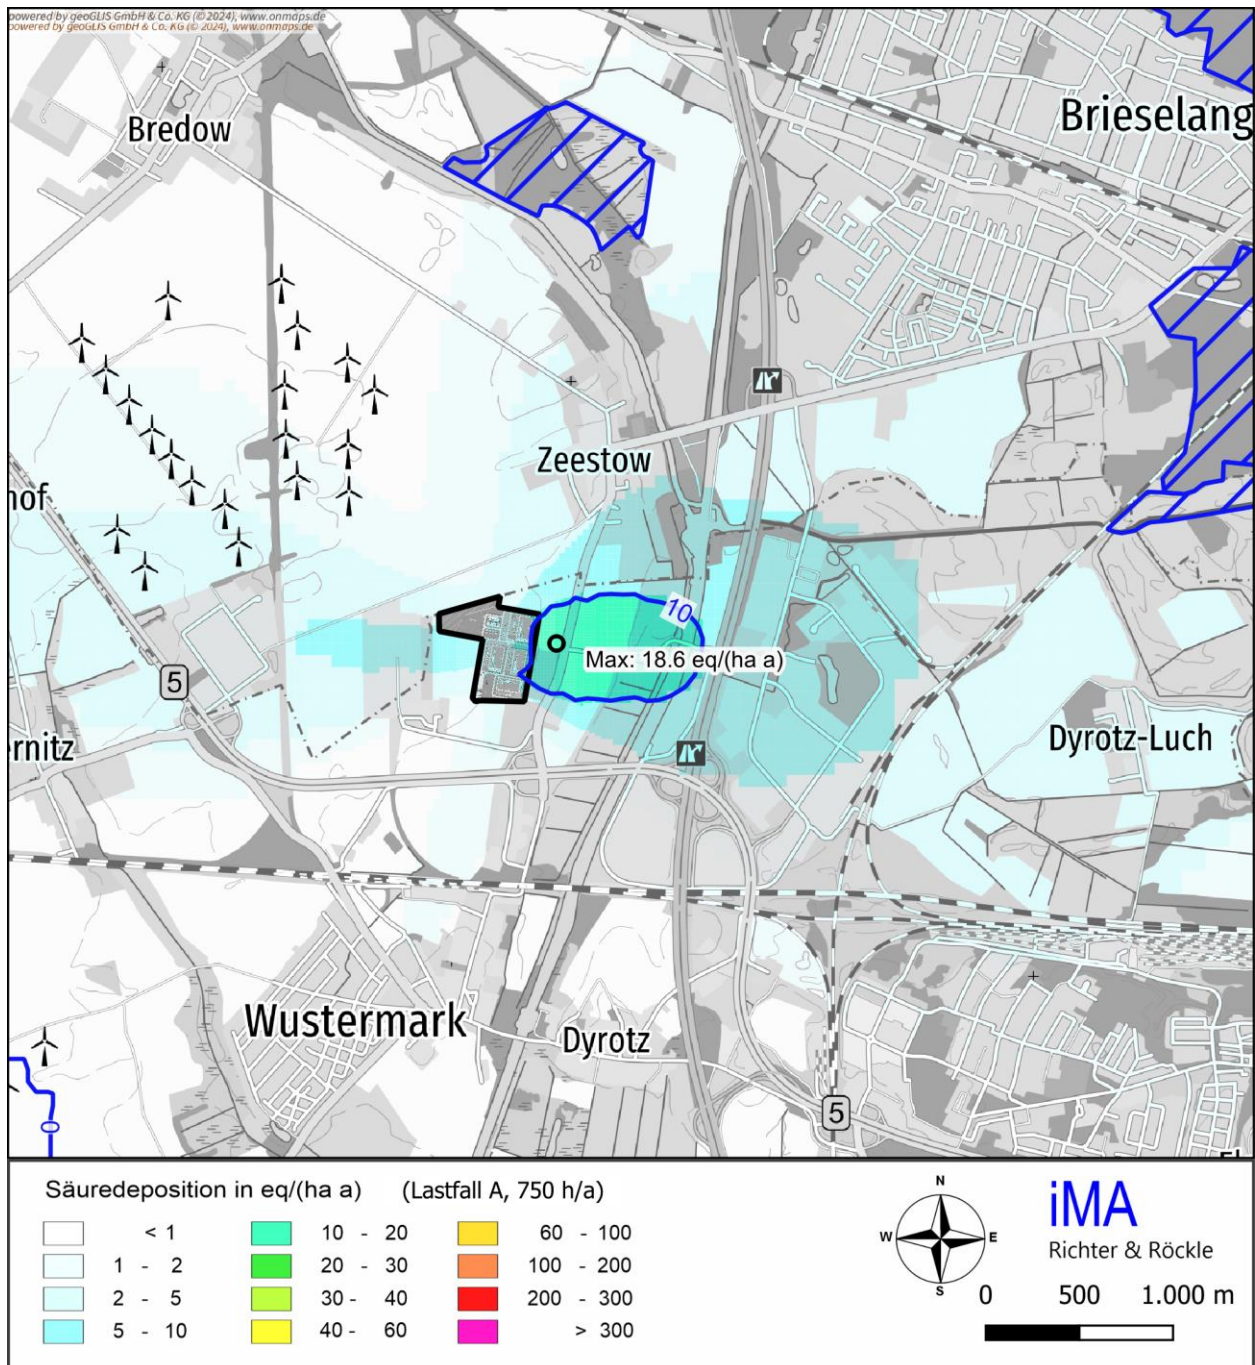 powered by geoGLIS GmbH & Co. KG (©2024), www.onmaps.de
powered by geoGLIS GmbH & Co. KG (© 2024), www.onmaps.de
Bredow
Brieselang
Zeestow
hof
10
Max: 18.6 eq/(ha a)
5
ernitz
Dyrotz-Luch
Wustermark
Dyrotz
0
5
Säuredeposition in eq/(ha a) (Lastfall A, 750 h/a)
< 1
1 - 2
2 - 5
5 - 10
10 - 20
20 - 30
30 - 40
40 - 60
60 - 100
100 - 200
200 - 300
> 300
N
W E
S
iMA
Richter & Röckle
0 500 1.000 m